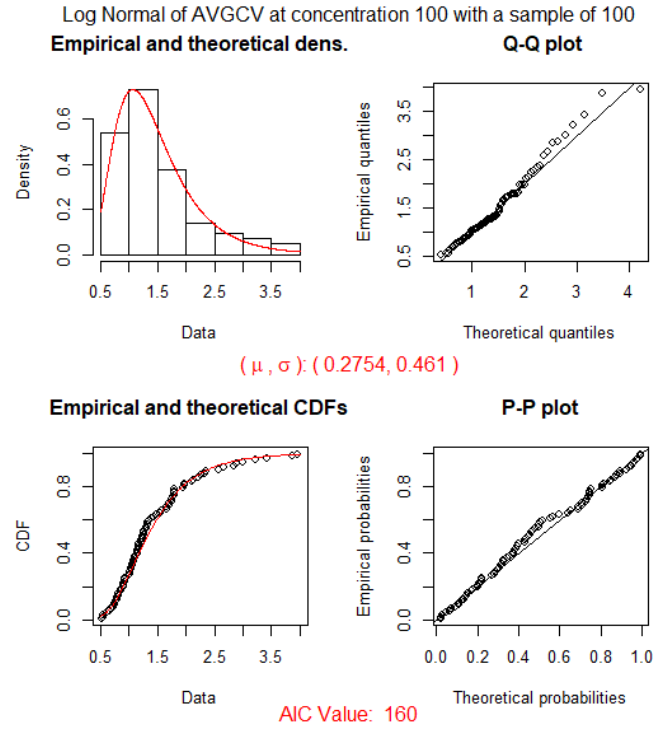 Log Normal of AVGCV at concentration 100 with a sample of 100
Empirical and theoretical dens.
Density
0.0 0.2 0.4 0.6
0.5 1.5 2.5 3.5
Data
Q-Q plot
Empirical quantiles
0.5 1.5 2.5 3.5
1 2 3 4
Theoretical quantiles
( μ , σ ): ( 0.2754, 0.461 )
Empirical and theoretical CDFs
CDF
0.0 0.4 0.8
0.5 1.5 2.5 3.5
Data
P-P plot
Empirical probabilities
0.0 0.4 0.8
0.0 0.2 0.4 0.6 0.8 1.0
Theoretical probabilities
AIC Value: 160